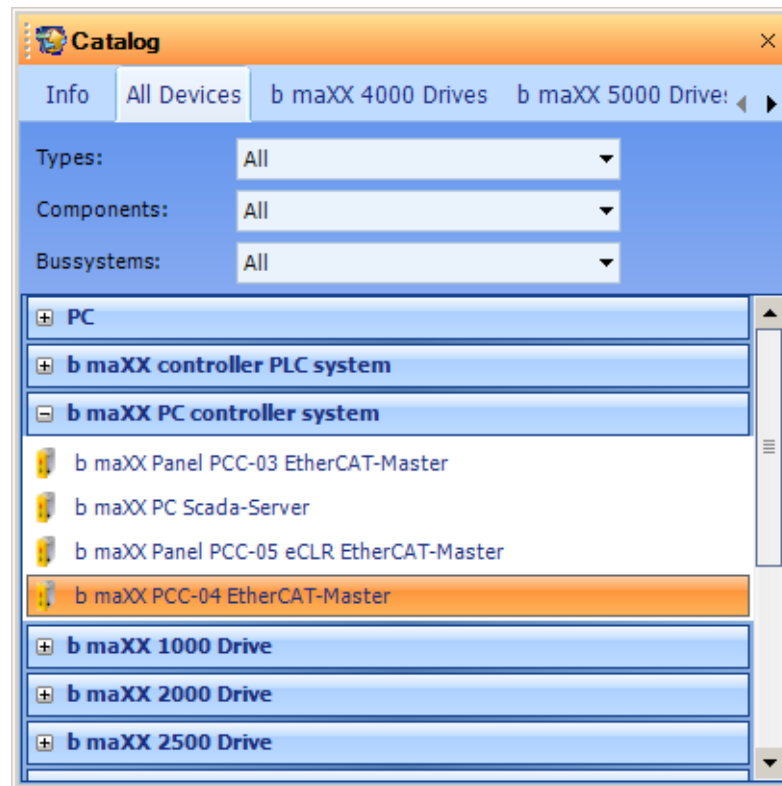 Catalog
Info All Devices b maXX 4000 Drives b maXX 5000
Types: All
Components: All
Bussystems: All
PC
b maXX controller PLC system
b maXX PC controller system
b maXX Panel PCC-03 EtherCAT-Master
b maXX PC Scada-Server
b maXX Panel PCC-05 eCLR EtherCAT-Master
b maXX PCC-04 EtherCAT-Master
b maXX 1000 Drive
b maXX 2000 Drive
b maXX 2500 Drive